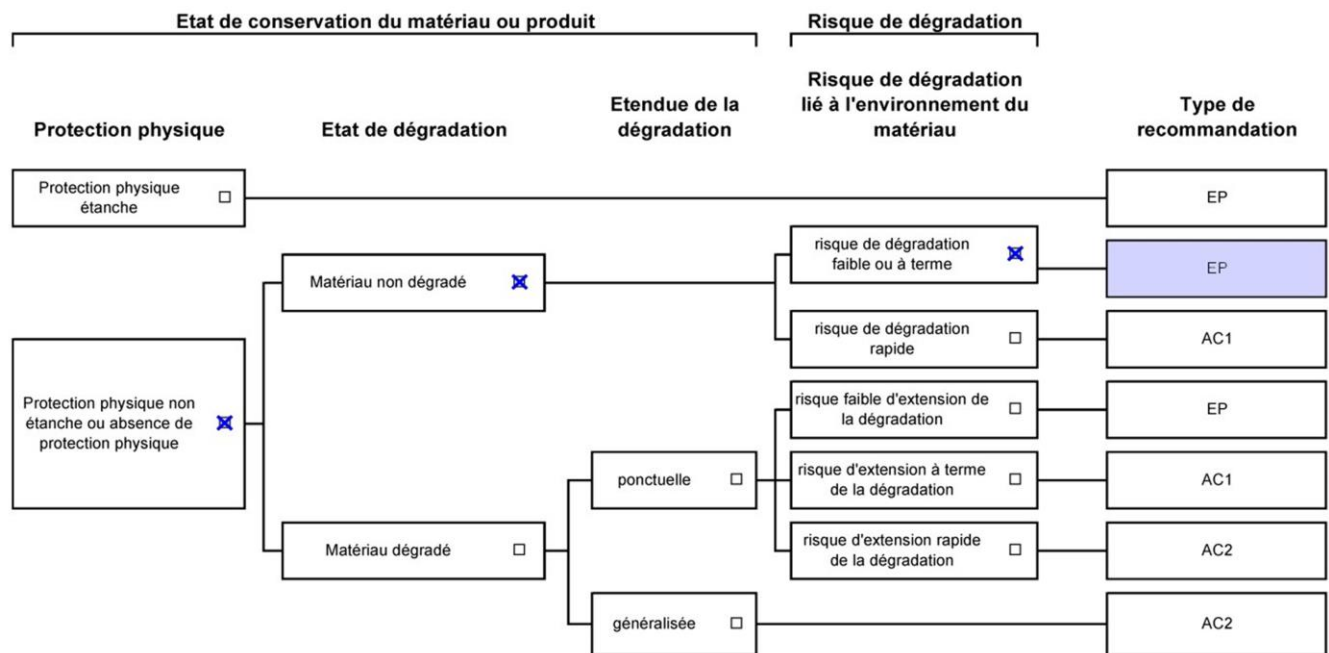 Etat de conservation du matériau ou produit
Risque de dégradation
Protection physique
Etat de dégradation
Etendue de la
dégradation
Risque de dégradation
lié à l'environnement du
matériau
Type de
recommandation
Protection physique
étanche
EP
Protection physique non
étanche ou absence de
protection physique
Matériau non dégradé
risque de dégradation
faible ou à terme
EP
risque de dégradation
rapide
AC1
Matériau dégradé
ponctuelle
risque faible d'extension de
la dégradation
EP
risque d'extension à terme
de la dégradation
AC1
risque d'extension rapide
de la dégradation
AC2
généralisée
AC2